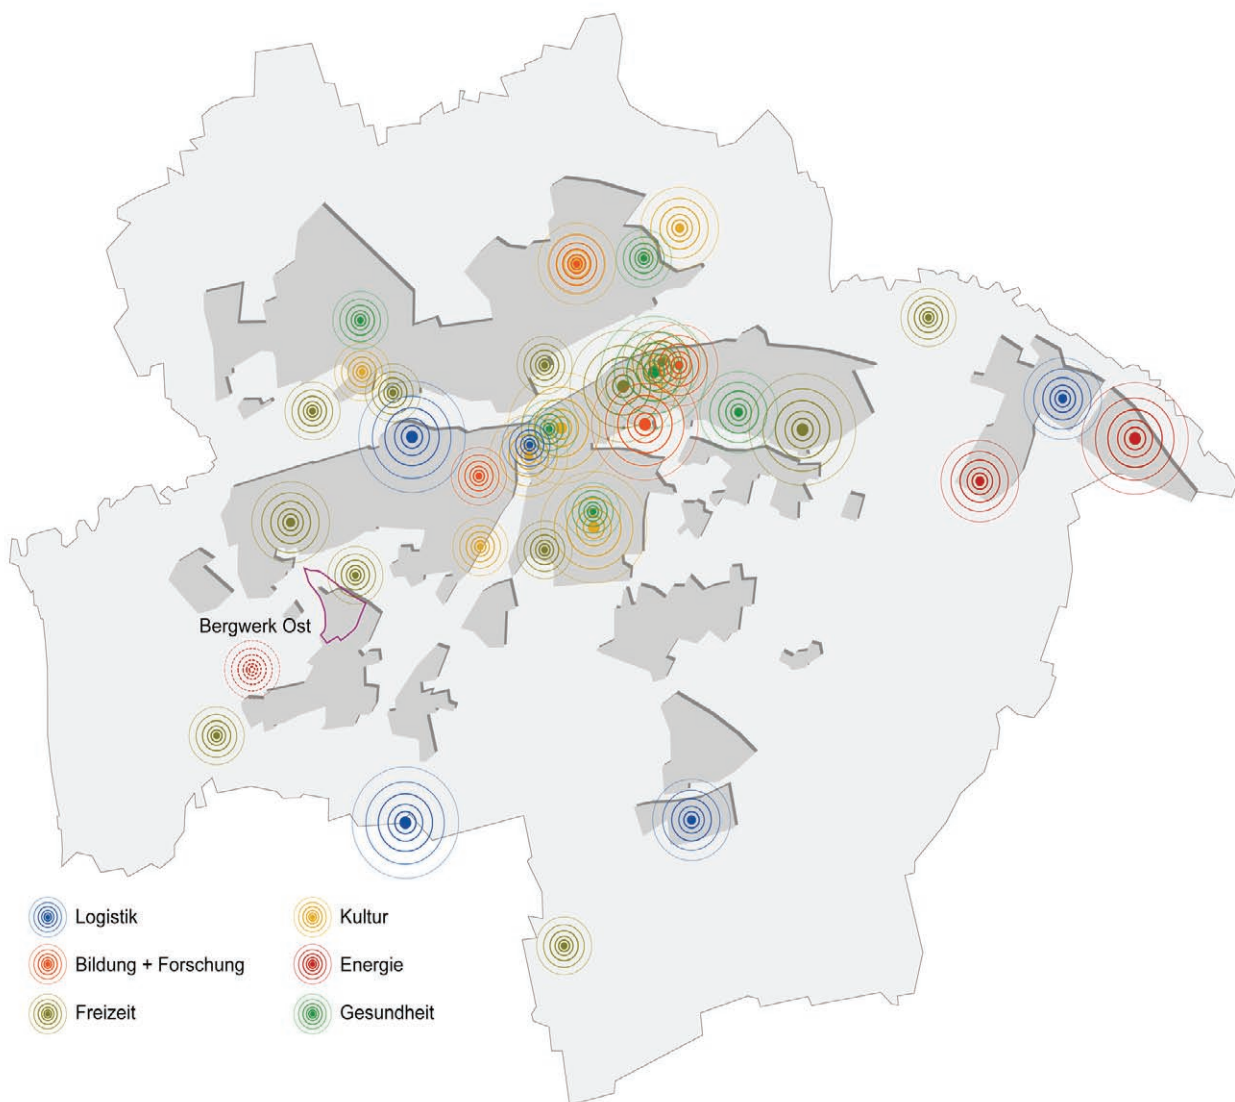 Bergwerk Ost
Logistik
Kultur
Bildung + Forschung
Energie
Freizeit
Gesundheit